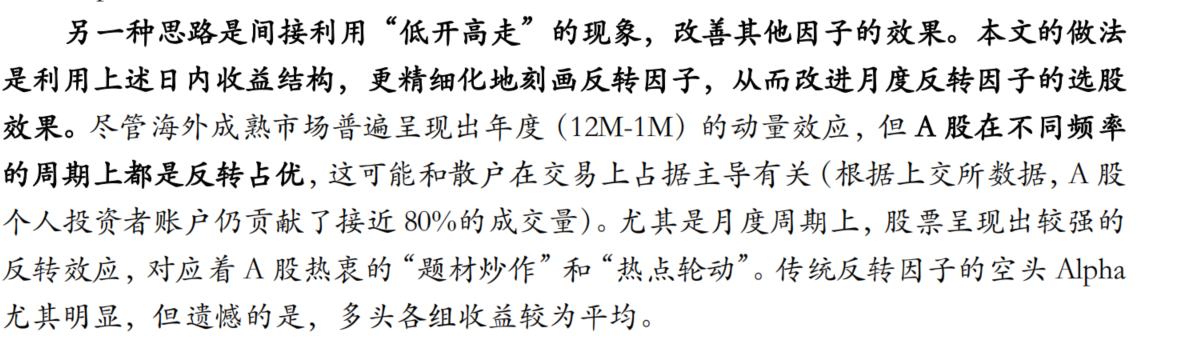 另一种思路是间接利用“低开高走”的现象，改善其他因子的效果。本文的做法
是利用上述日内收益结构，更精细化地刻画反转因子，从而改进月度反转因子的选股
效果。尽管海外成熟市场普遍呈现出年度（12M-1M）的动量效应，但 A 股在不同频率
的周期上都是反转占优，这可能和散户在交易上占据主导有关（根据上交所数据，A 股
个人投资者账户仍贡献了接近 80%的成交量）。尤其是月度周期上，股票呈现出较强的
反转效应，对应着 A 股热衷的“题材炒作”和“热点轮动”。传统反转因子的空头 Alpha
尤其明显，但遗憾的是，多头各组收益较为平均。